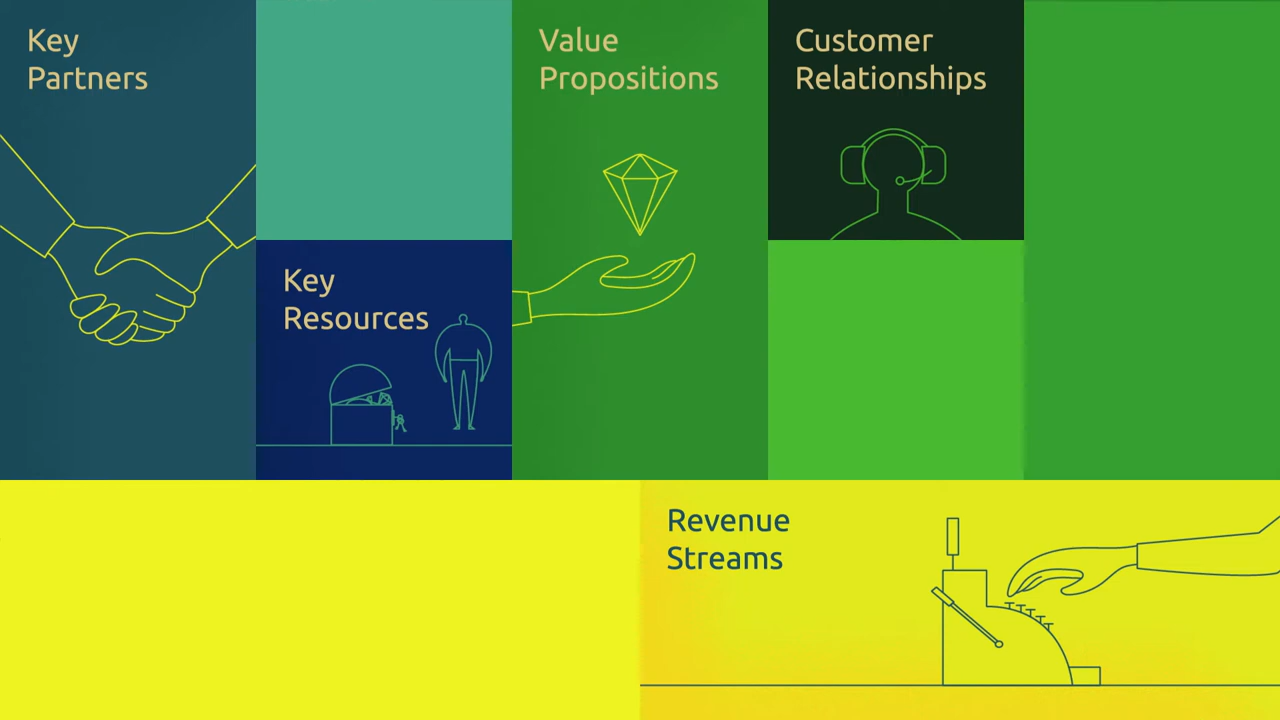 Key
Partners
Key
Resources
Value
Propositions
Customer
Relationships
Revenue
Streams